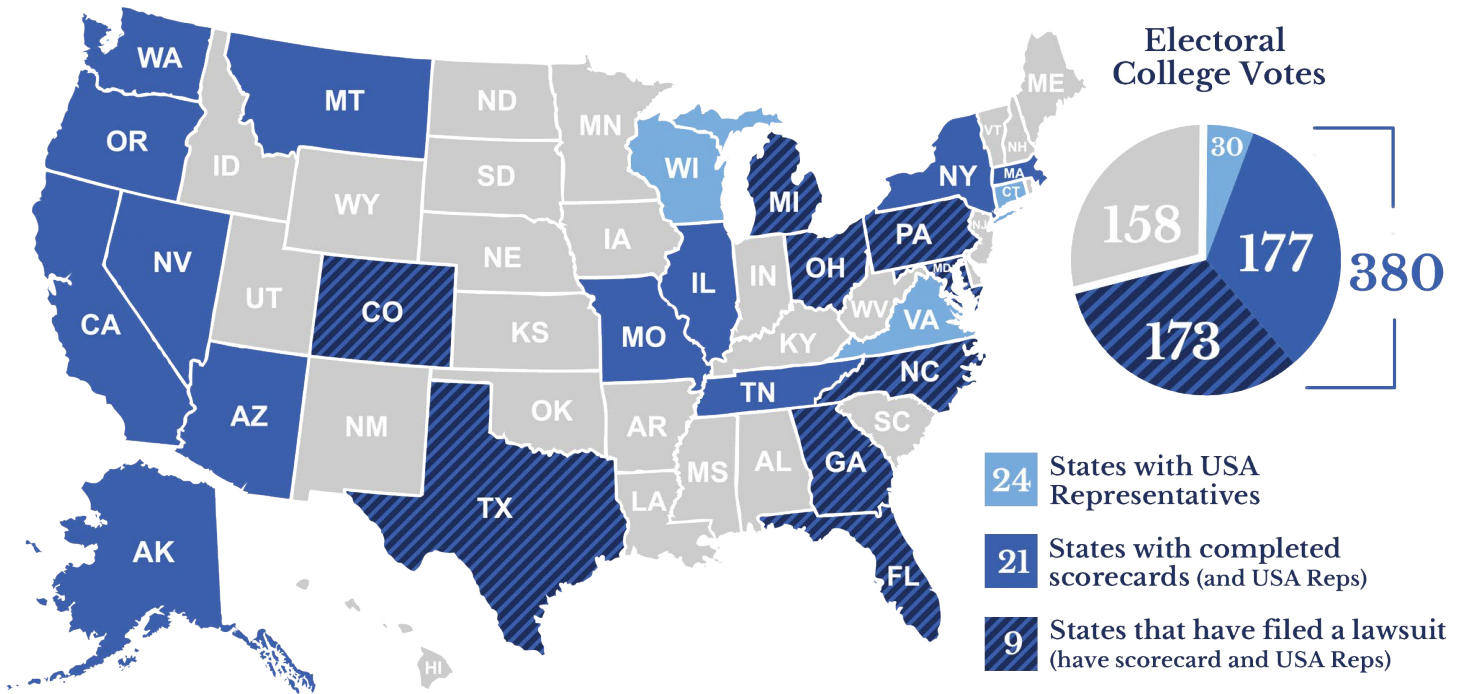 WA
MT
ND
MN
ME
OR
ID
SD
WI
VT
NH
NY
MA
CT
WY
MI
IA
NE
PA
NJ
NV
OH
MD
UT
CO
IL
IN
WV
CA
KS
MO
KY
VA
NC
TN
AZ
NM
OK
AR
SC
MS
AL
GA
TX
LA
AK
FL
HI
Electoral
College Votes
30
158
177
380
173
24
States with USA
Representatives
21
States with completed
scorecards (and USA Reps)
9
States that have filed a lawsuit
(have scorecard and USA Reps)